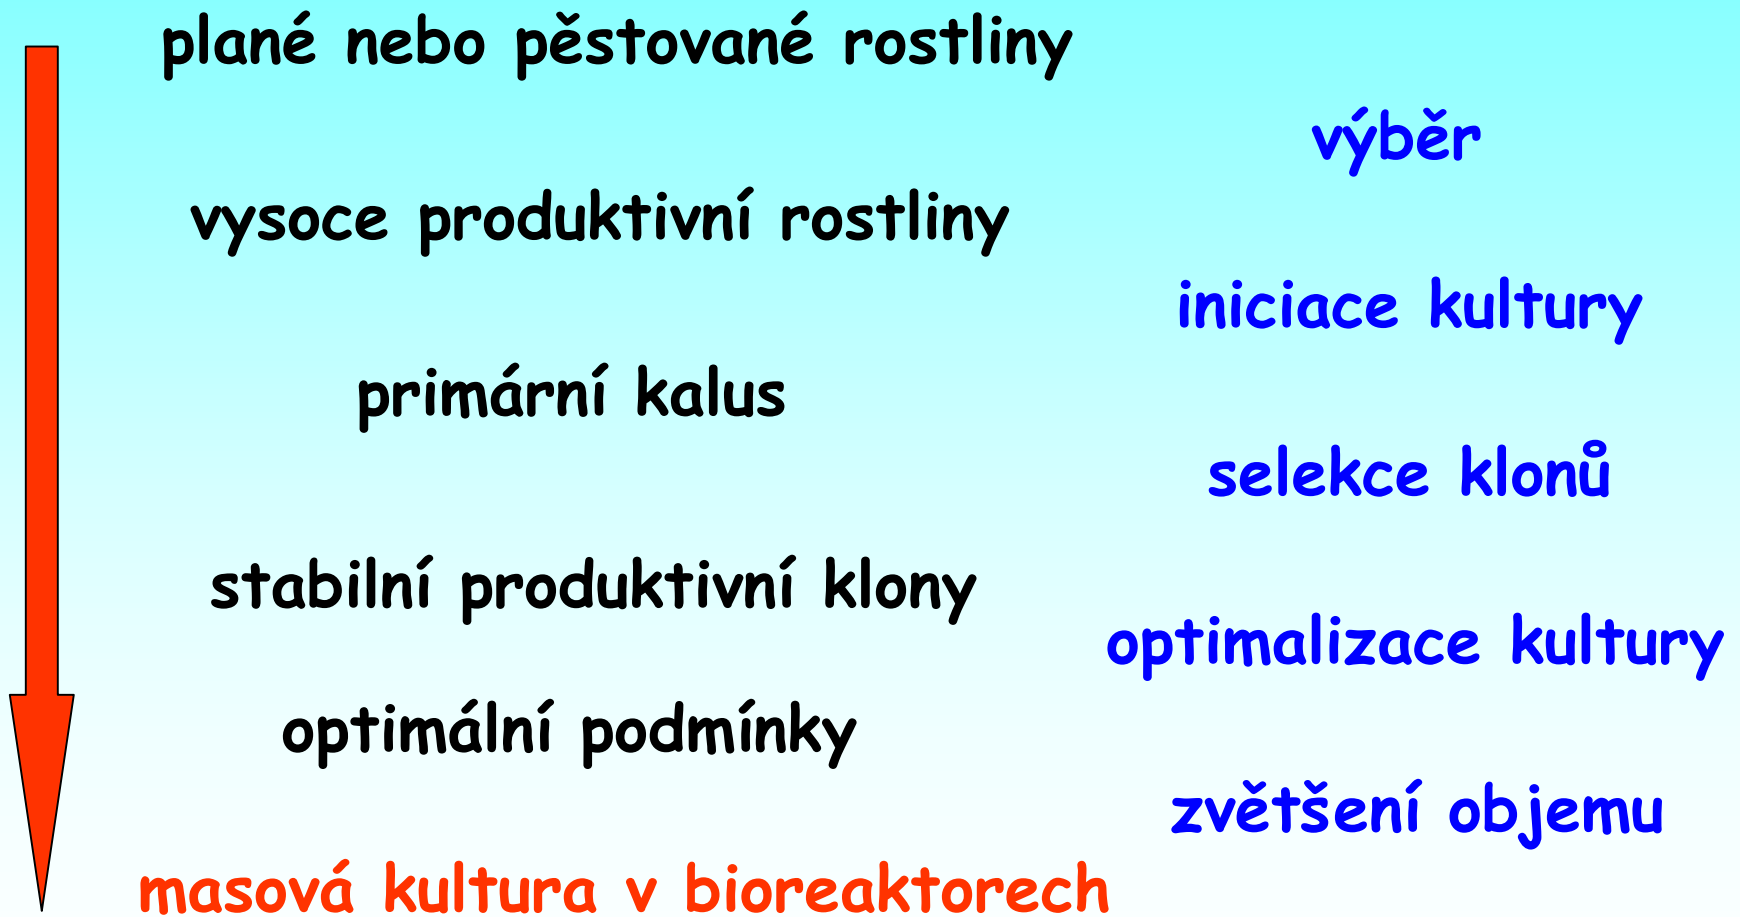 plané nebo pěstované rostliny
výběr
vysoce produktivní rostliny
iniciace kultury
primární kalus
selekce klonů
stabilní produktivní klony
optimalizace kultury
optimální podmínky
zvětšení objemu
masová kultura v bioreaktorech